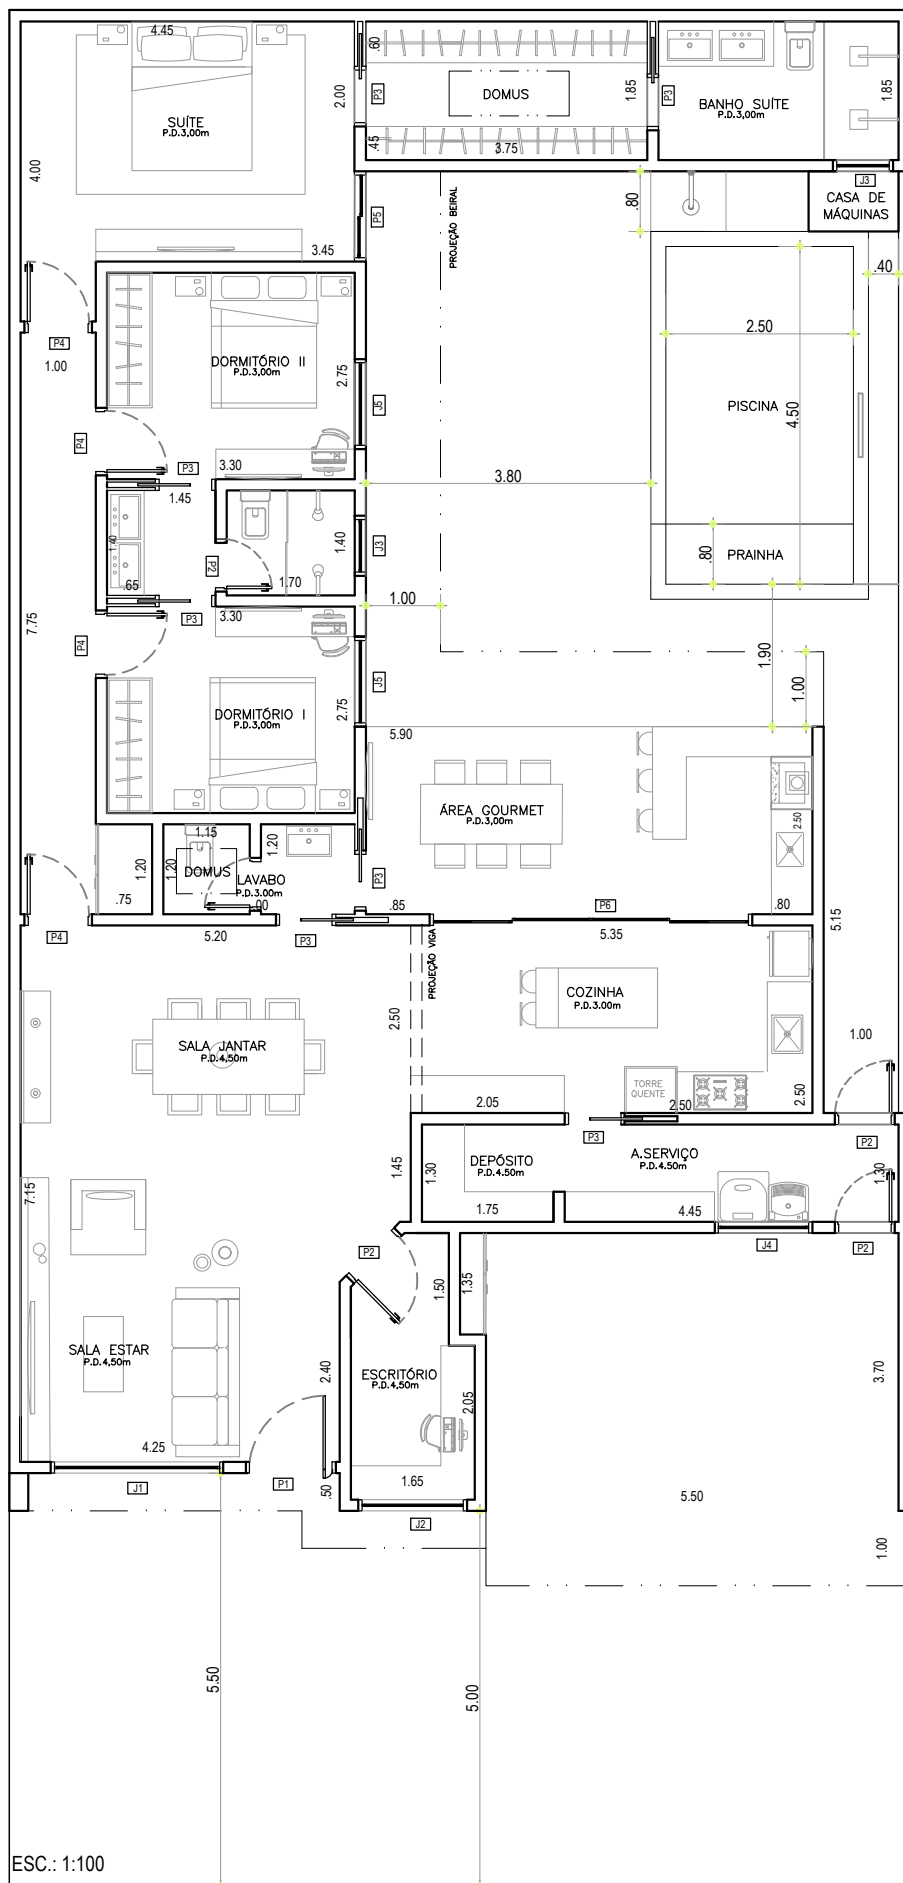 4.45
SUÍTE
P.D.3,00m
2.00
4.00
3.45
.60
P3
DOMUS
1.85
.45
3.75
P3
BANHO SUÍTE
P.D.3,00m
1.85
J3
CASA DE
MÁQUINAS
P5
PROJEÇÃO BEIRAL
.80
.40
2.50
PISCINA
4.50
.80
PRAINHA
3.80
P4
1.00
DORMITÓRIO II
P.D.3,00m
2.75
J5
P4
P3
3.30
1.45
1.40
.65
P2
1.70
1.40
J3
1.00
7.75
P4
P3
3.30
DORMITÓRIO I
P.D.3,00m
2.75
J5
1.90
1.00
5.90
ÁREA GOURMET
P.D.3,00m
2.50
.80
1.15
1.20
1.20
DOMUS
LAVABO
P.D.3.00m
1.20
.75
.00
P3
.85
P6
5.15
P4
5.20
P3
PROJEÇÃO VIGA
5.35
COZINHA
P.D.3.00m
2.50
SALA JANTAR
P.D.4,50m
TORRE
QUENTE
2.05
2.50
2.50
1.00
P3
P2
7.15
1.45
1.30
DEPÓSITO
P.D.4.50m
A.SERVIÇO
P.D.4.50m
1.30
1.75
4.45
J4
P2
P2
1.50
1.35
SALA ESTAR
P.D.4,50m
2.40
ESCRITÓRIO
P.D.4,50m
2.05
3.70
4.25
1.65
J1
P1
.50
J2
5.50
1.00
5.50
5.00
ESC.: 1:100